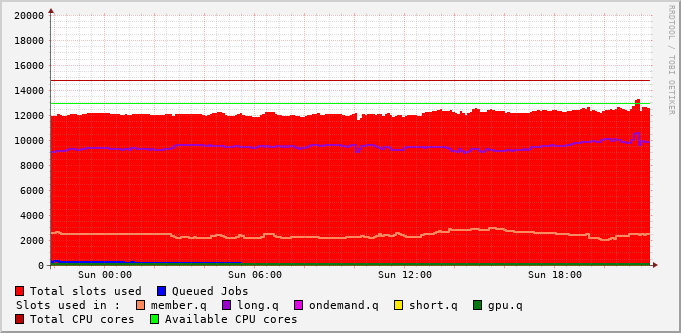 20000
18000
16000
14000
12000
10000
8000
6000
4000
2000
0
Sun 00:00 Sun 06:00 Sun 12:00 Sun 18:00
RRDTOOL / TOBI OETIKER
Total slots used Queued Jobs
Slots used in : member.q long.q ondemand.q short.q gpu.q
Total CPU cores Available CPU cores